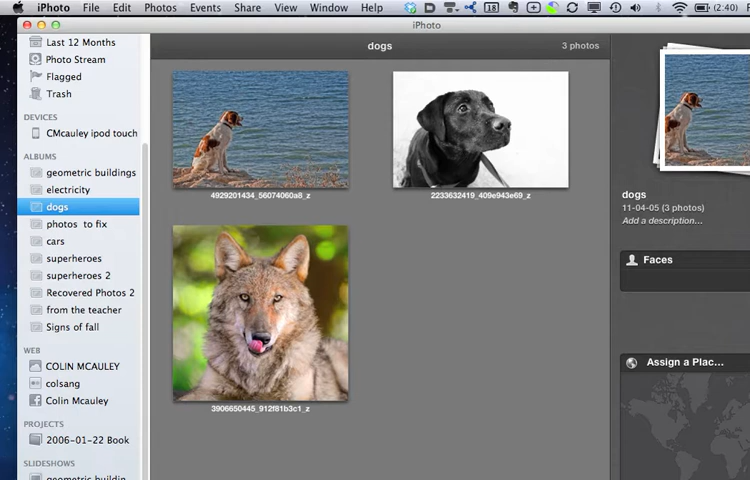 iPhoto File Edit Photos Events Share View Window Help 18 (2:40)
iPhoto
Last 12 Months
Photo Stream
Flagged
Trash
DEVICES
CMcauley ipod touch
ALBUMS
geometric buildings
electricity
dogs
photos to fix
cars
superheroes
superheroes 2
Recovered Photos 2
from the teacher
Signs of fall
WEB
COLIN MCAULEY
colsang
Colin Mcauley
PROJECTS
2006-01-22 Book
SLIDESHOWS
dogs 3 photos
4929201434_56074060a8_z
2233632419_409e943e69_z
3906650445_912f81b3c1_z
dogs
11-04-05 (3 photos)
Add a description...
Faces
Assign a Plac...